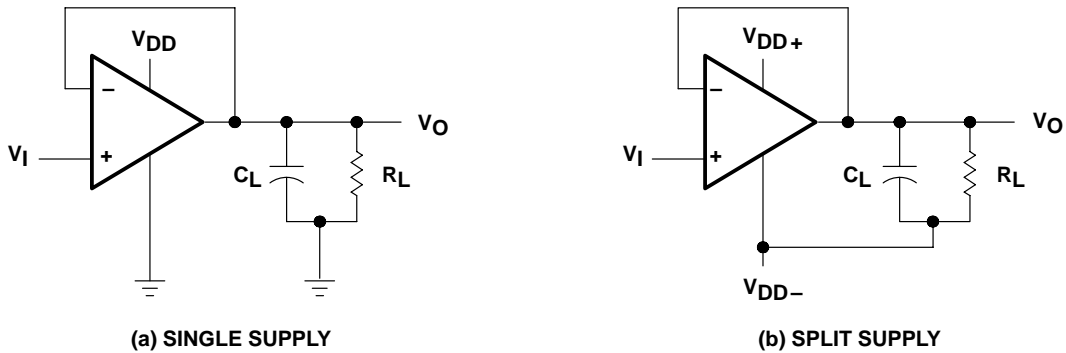 VDD
−
VI
+
VO
CL
RL
(a) SINGLE SUPPLY
VDD+
−
VI
+
VO
CL
RL
VDD−
(b) SPLIT SUPPLY